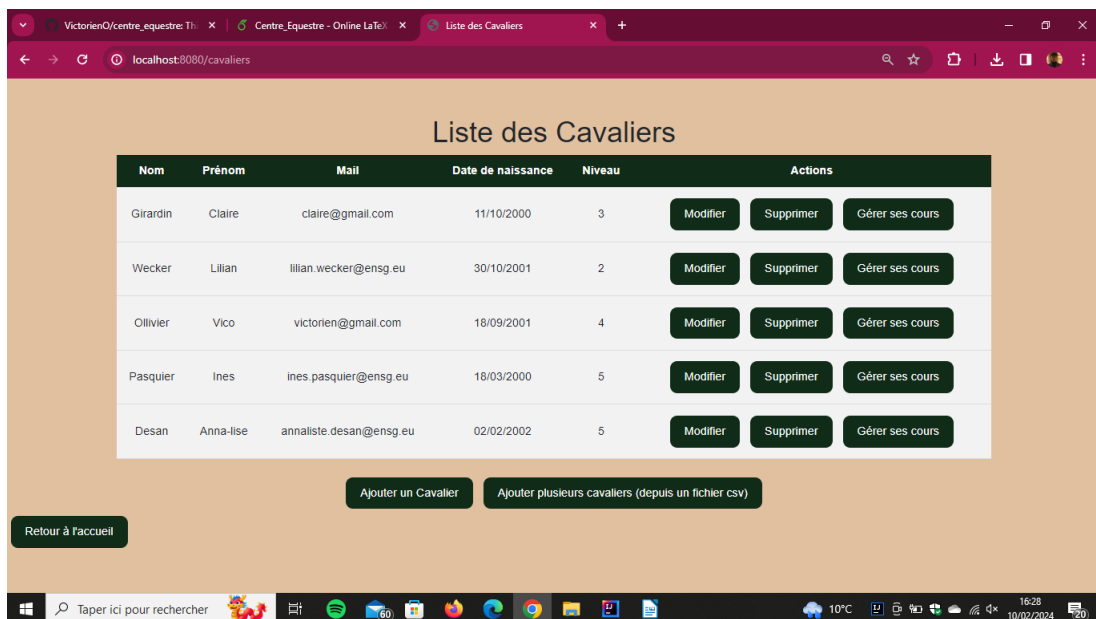 VictorienO/centre_equestre: Th
Centre_Equestre - Online LaTeX
Liste des Cavaliers
localhost:8080/cavaliers
Liste des Cavaliers
Nom Prénom Mail Date de naissance Niveau Actions
Girardin Claire claire@gmail.com 11/10/2000 3 Modifier Supprimer Gérer ses cours
Wecker Lilian lilian.wecker@ensg.eu 30/10/2001 2 Modifier Supprimer Gérer ses cours
Ollivier Vico victorien@gmail.com 18/09/2001 4 Modifier Supprimer Gérer ses cours
Pasquier Ines ines.pasquier@ensg.eu 18/03/2000 5 Modifier Supprimer Gérer ses cours
Desan Anna-lise annaliste.desan@ensg.eu 02/02/2002 5 Modifier Supprimer Gérer ses cours
Ajouter un Cavalier Ajouter plusieurs cavaliers (depuis un fichier csv)
Retour à l'accueil
Taper ici pour rechercher
60
10°C
16:28
10/02/2024
20